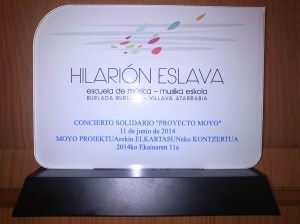 HILARIÓN ESLAVA
escuela de música – musika eskola
BURLADA BURLATA – VILLAVA ATARRABIA
CONCIERTO SOLIDARIO "PROYECTO MOYO"
11 de junio de 2014
MOYO PROIEKTUArekin ELKARTASUNeko KONTZERTUA
2014ko Ekainaren 11a